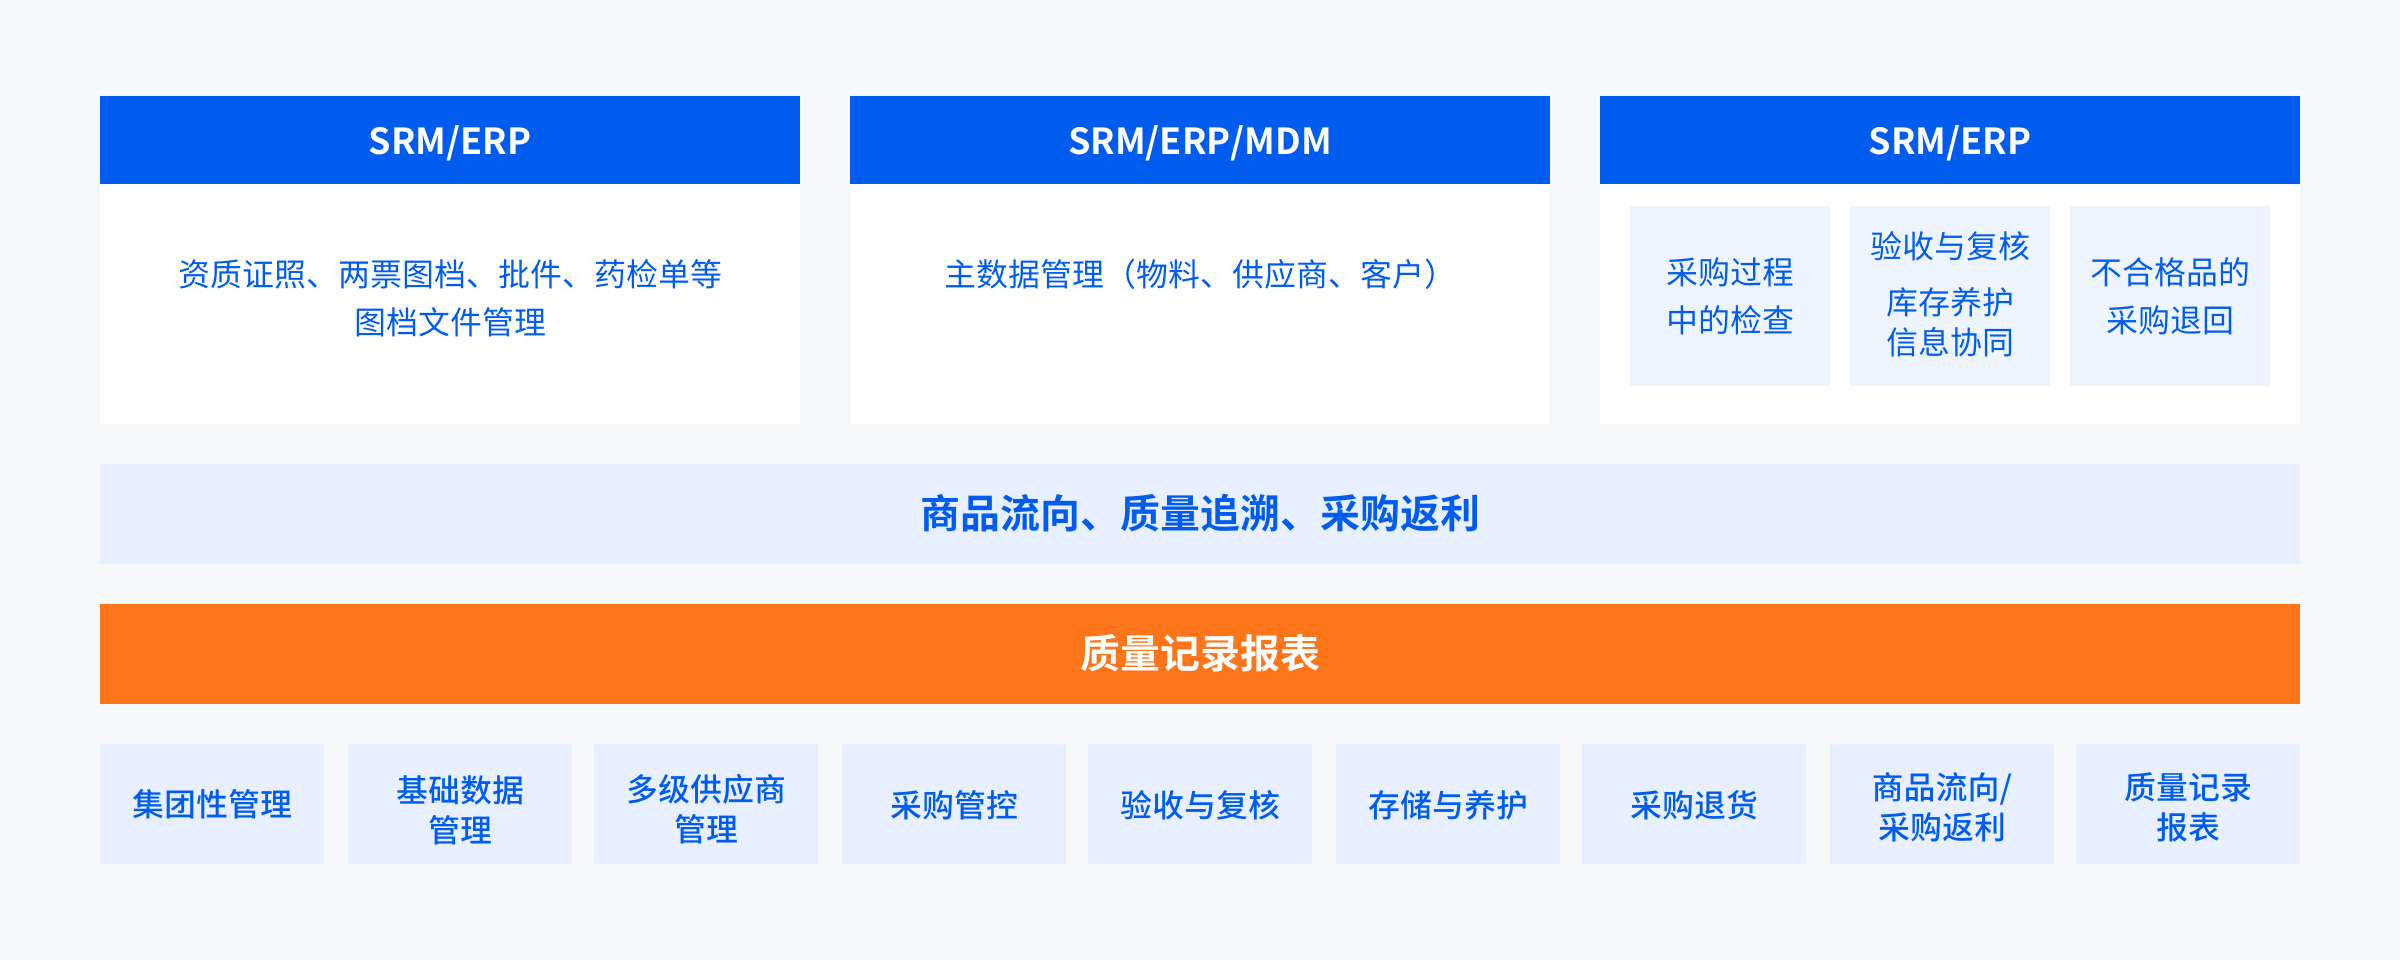 SRM/ERP
资质证照、两票图档、批件、药检单等
图档文件管理
SRM/ERP/MDM
主数据管理（物料、供应商、客户）
SRM/ERP
采购过程
中的检查
验收与复核
库存养护
信息协同
不合格品的
采购退回
商品流向、质量追溯、采购返利
质量记录报表
集团性管理
基础数据
管理
多级供应商
管理
采购管控
验收与复核
存储与养护
采购退货
商品流向/
采购返利
质量记录
报表